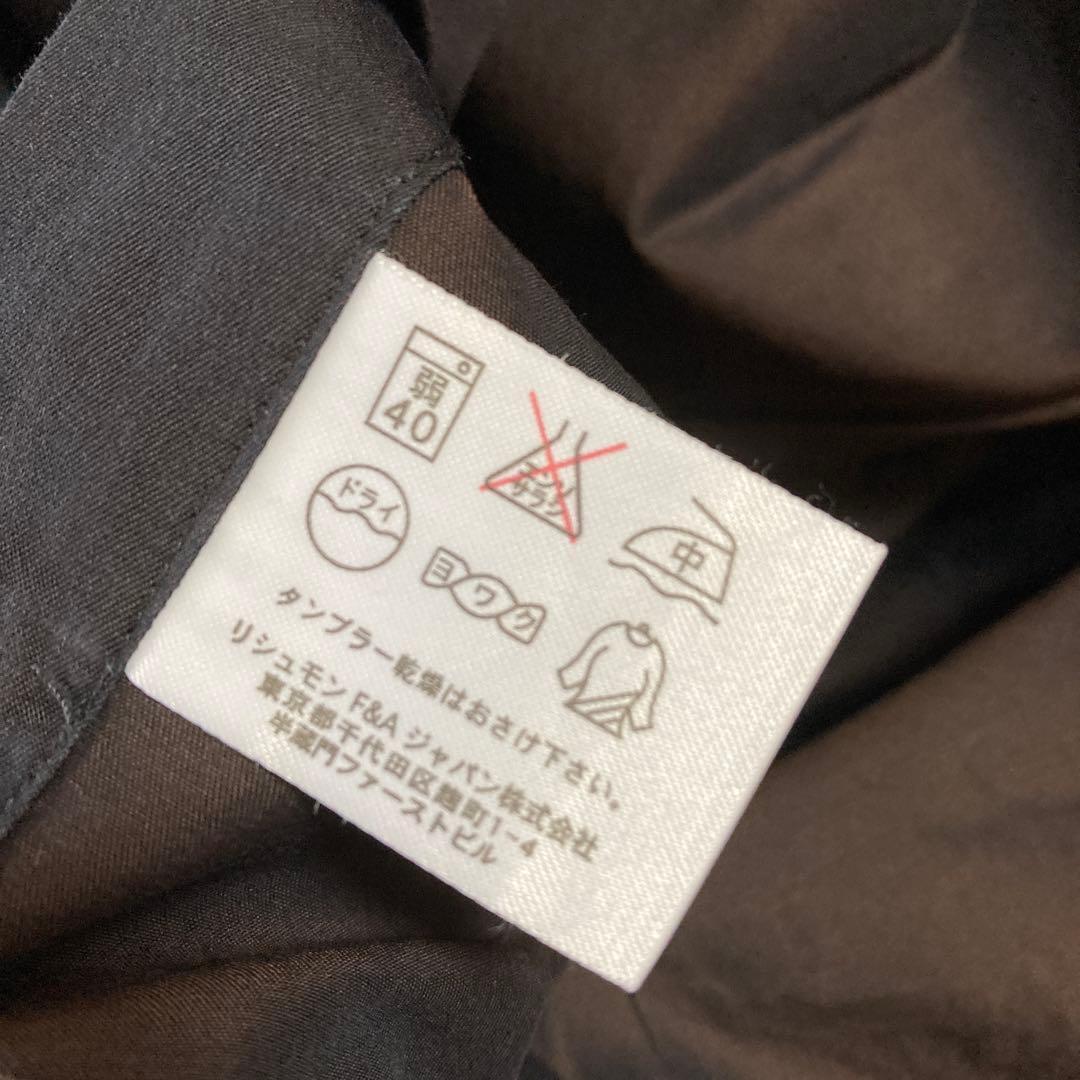 弱
40
エンソ
サラシ
中
ドライ
ヨワク
タンブラー乾燥はおさけ下さい。
リシュモン F&A ジャパン株式会社
東京都千代田区麹町1-4
半蔵門ファーストビル